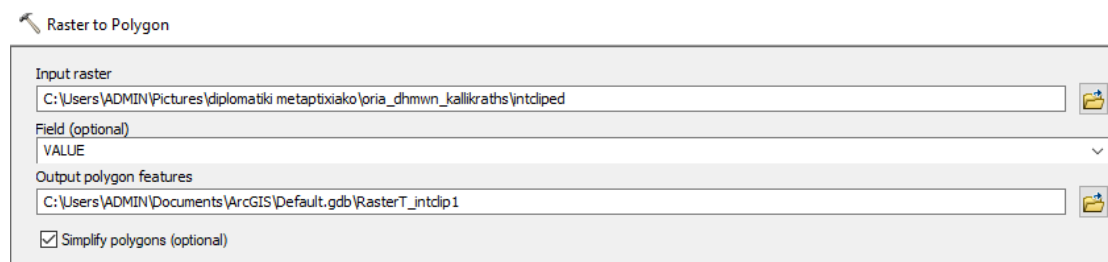 Raster to Polygon
Input raster
C:\Users\ADMIN\Pictures\diplomatiki metaptixiako\oria_dhmwn_kallikraths\intcliped
Field (optional)
VALUE
Output polygon features
C:\Users\ADMIN\Documents\ArcGIS\Default.gdb\RasterT_intclip1
Simplify polygons (optional)